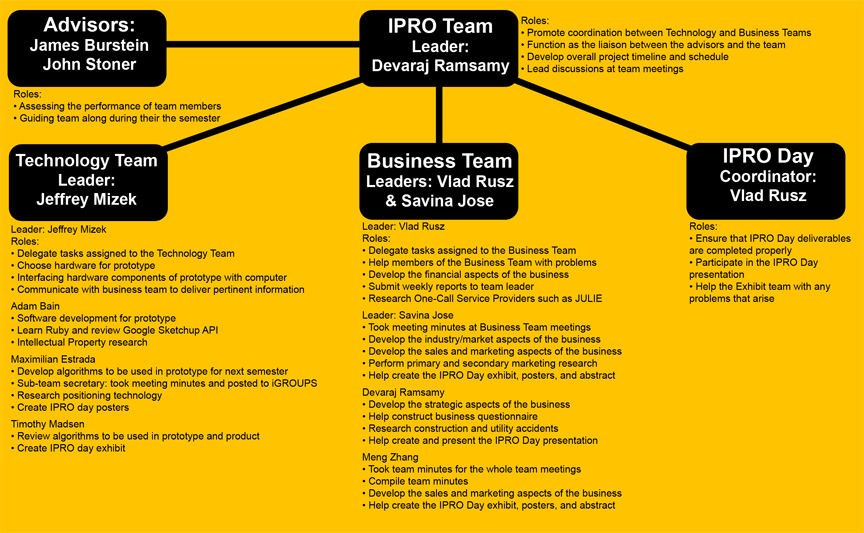 Advisors:
James Burstein
John Stoner
Roles:
• Assessing the performance of team members
• Guiding team along during their the semester
IPRO Team
Leader:
Devaraj Ramsamy
Roles:
• Promote coordination between Technology and Business Teams
• Function as the liaison between the advisors and the team
• Develop overall project timeline and schedule
• Lead discussions at team meetings
Technology Team
Leader:
Jeffrey Mizek
Leader: Jeffrey Mizek
Roles:
• Delegate tasks assigned to the Technology Team
• Choose hardware for prototype
• Interfacing hardware components of prototype with computer
• Communicate with business team to deliver pertinent information
Adam Bain
• Software development for prototype
• Learn Ruby and review Google Sketchup API
• Intellectual Property research
Maximilian Estrada
• Develop algorithms to be used in prototype for next semester
• Sub-team secretary: took meeting minutes and posted to iGROUPS
• Research positioning technology
• Create IPRO day posters
Timothy Madsen
• Review algorithms to be used in prototype and product
• Create IPRO day exhibit
Business Team
Leaders: Vlad Rusz
& Savina Jose
Leader: Vlad Rusz
Roles:
• Delegate tasks assigned to the Business Team
• Help members of the Business Team with problems
• Develop the financial aspects of the business
• Submit weekly reports to team leader
• Research One-Call Service Providers such as JULIE
Leader: Savina Jose
• Took meeting minutes at Business Team meetings
• Develop the industry/market aspects of the business
• Develop the sales and marketing aspects of the business
• Perform primary and secondary marketing research
• Help create the IPRO Day exhibit, posters, and abstract
Devaraj Ramsamy
• Develop the strategic aspects of the business
• Help construct business questionnaire
• Research construction and utility accidents
• Help create and present the IPRO Day presentation
Meng Zhang
• Took team minutes for the whole team meetings
• Compile team minutes
• Develop the sales and marketing aspects of the business
• Help create the IPRO Day exhibit, posters, and abstract
IPRO Day
Coordinator:
Vlad Rusz
Roles:
• Ensure that IPRO Day deliverables
are completed properly
• Participate in the IPRO Day
presentation
• Help the Exhibit team with any
problems that arise